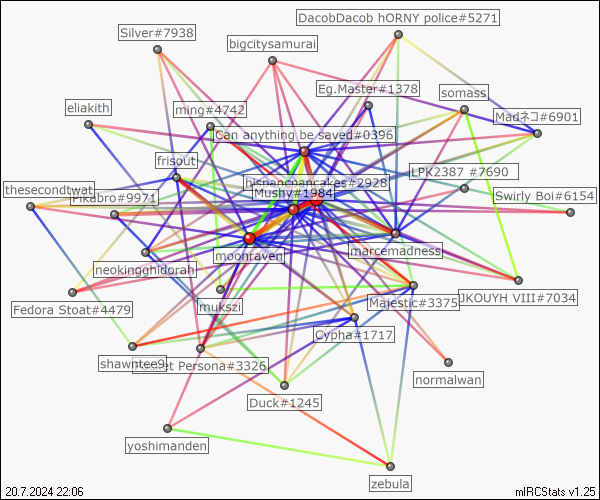 DacobDacob hORNY police#5271
Silver#7938
bigcitysamurai
Eg.Master#1378
somass
eliakith
ming#4742
Madネコ#6901
Can anything be saved#0396
frisout
LPK2387 #7690
hispanopancakes#2928
thesecondtwat
Mushy#1984
Pikabro#9971
Swirly Boi#6154
moonraven
marcemadness
neokingghidorah
JKOUYH VIII#7034
Fedora Stoat#4479
mukszi
Majestic#3375
Cypha#1717
shawntee9
Persona#3326
normalwan
Duck#1245
yoshimanden
zebula
20.7.2024 22:06
mIRCStats v1.25